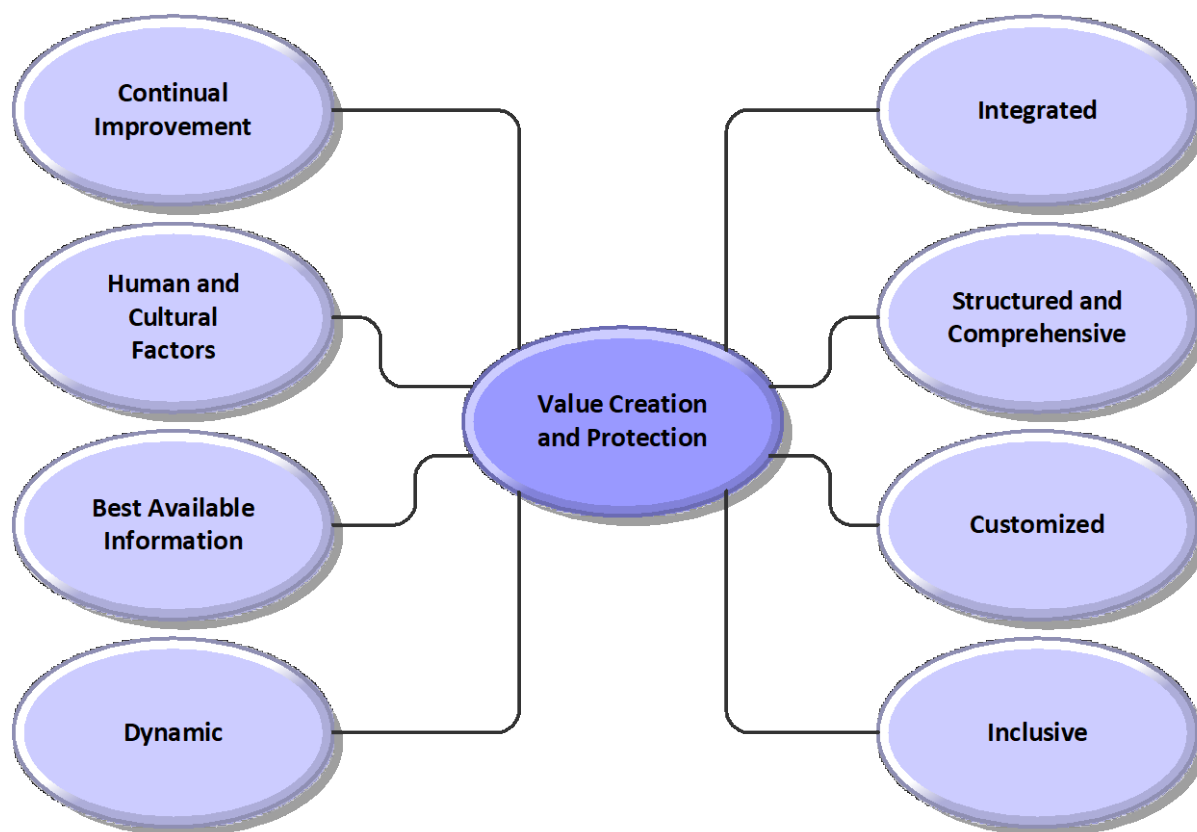 Continual
Improvement
Human and
Cultural
Factors
Best Available
Information
Dynamic
Value Creation
and Protection
Integrated
Structured and
Comprehensive
Customized
Inclusive